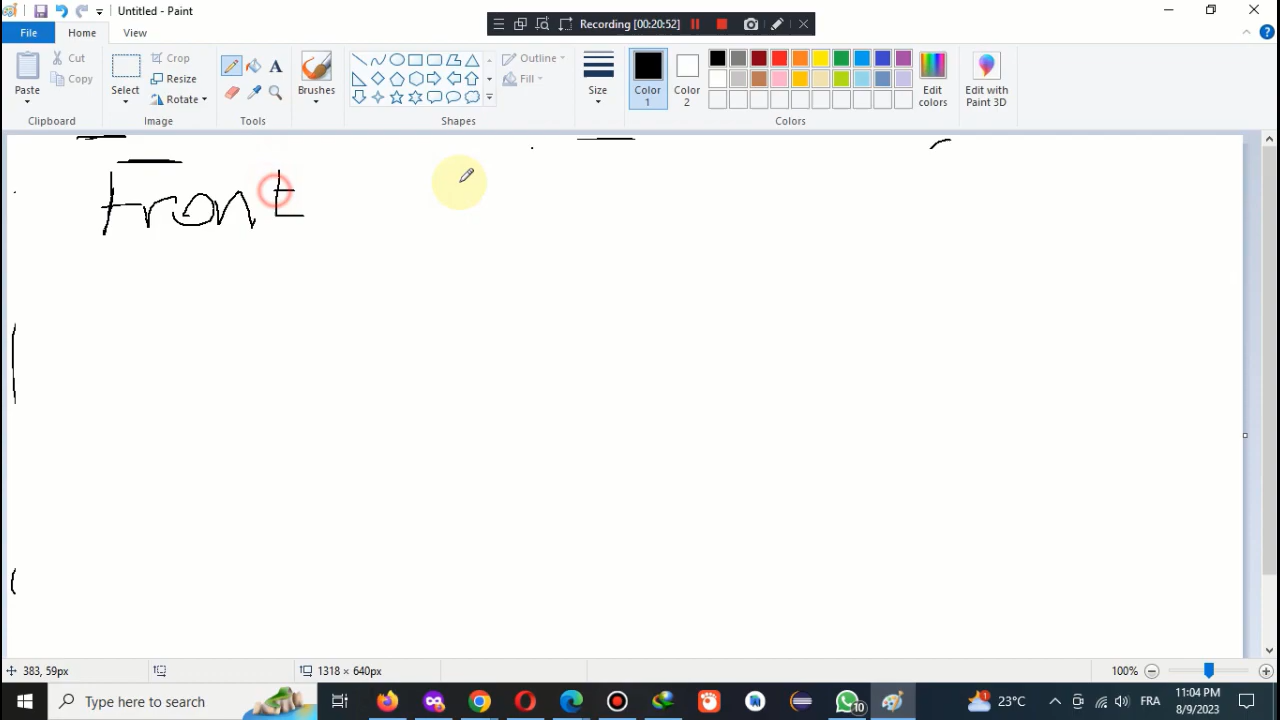 Untitled - Paint
Recording [00:20:52]
File Home View
Paste
Cut
Copy
Clipboard
Select
Crop
Resize
Rotate
Image
Tools
Brushes
Shapes
Outline
Fill
Size
Color 1
Color 2
Colors
Edit colors
Edit with Paint 3D
Front
383, 59px
1318 × 640px
100%
Type here to search
10
1
23°C
FRA
11:04 PM
8/9/2023